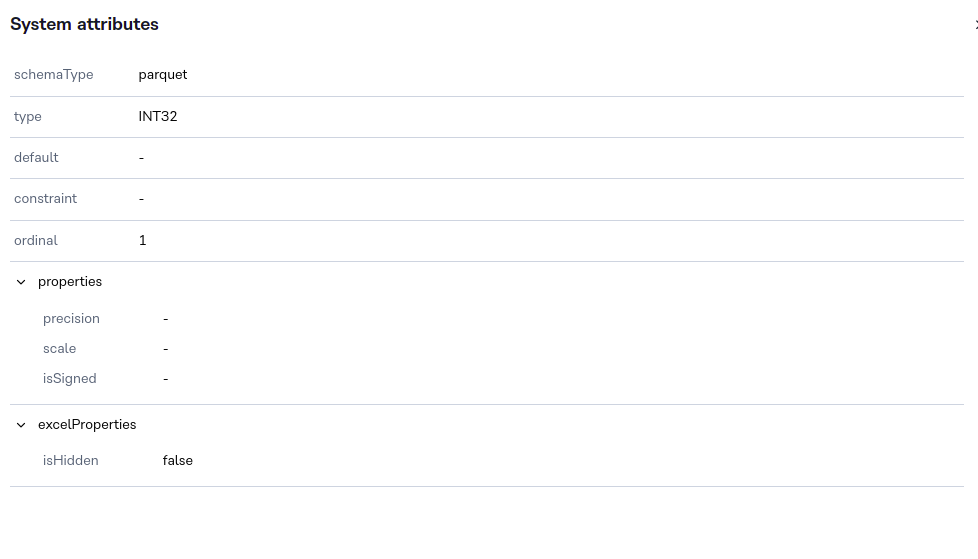 System attributes
schemaType parquet
type INT32
default -
constraint -
ordinal 1
properties
precision -
scale -
isSigned -
excelProperties
isHidden false